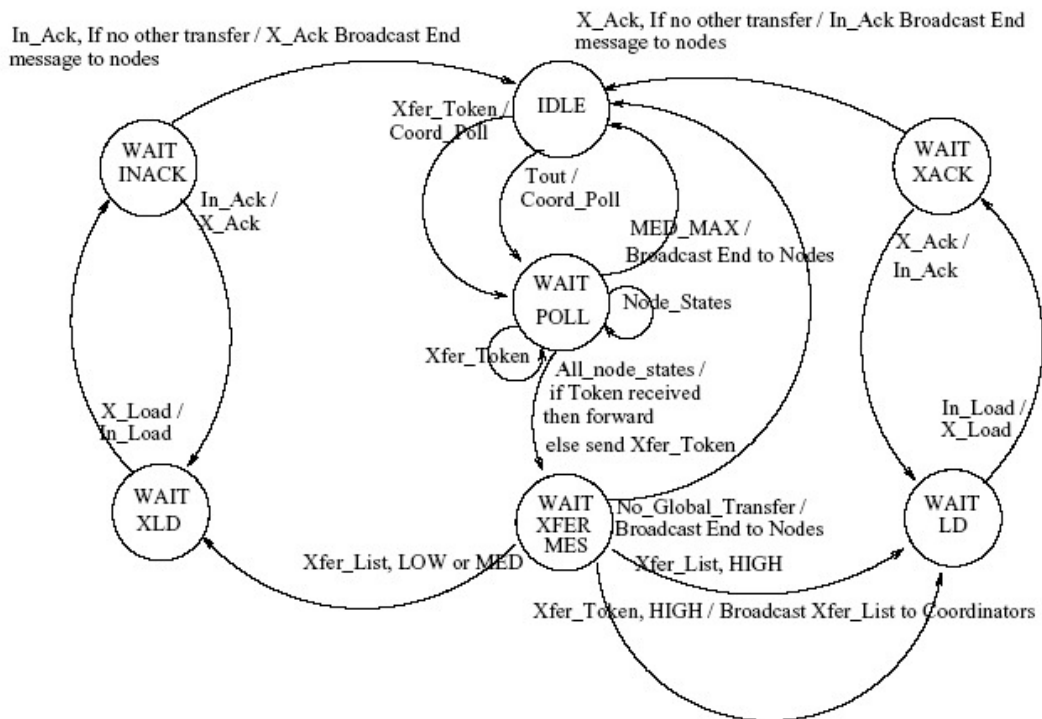 In_Ack, If no other transfer / X_Ack Broadcast End
message to nodes
X_Ack, If no other transfer / In_Ack Broadcast End
message to nodes
IDLE
Xfer_Token /
Coord_Poll
WAIT
INACK
WAIT
XACK
Tout /
Coord_Poll
In_Ack /
X_Ack
MED_MAX /
Broadcast End to Nodes
X_Ack /
In_Ack
WAIT
POLL
Node_States
Xfer_Token
All_node_states /
if Token received
then forward
else send Xfer_Token
X_Load /
In_Load
In_Load /
X_Load
WAIT
XLD
WAIT
XFER
MES
No_Global_Transfer /
Broadcast End to Nodes
WAIT
LD
Xfer_List, LOW or MED
Xfer_List, HIGH
Xfer_Token, HIGH / Broadcast Xfer_List to Coordinators